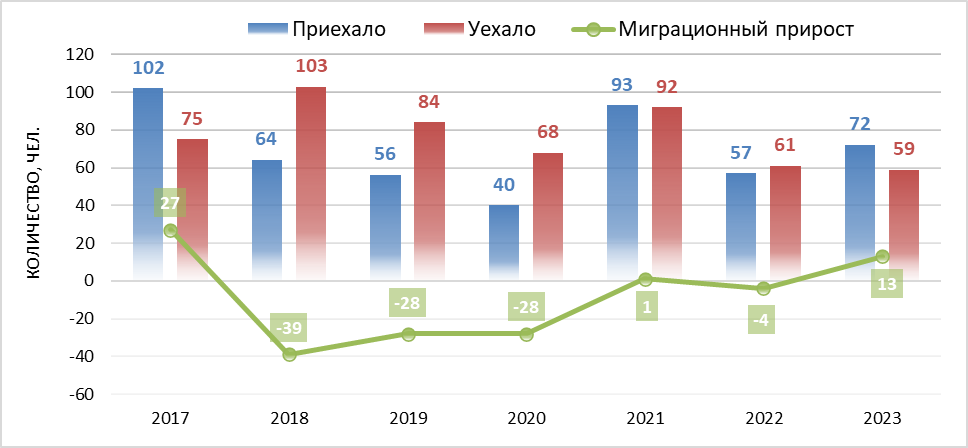 Приехало Уехало Миграционный прирост
КОЛИЧЕСТВО, ЧЕЛ.
120
100
80
60
40
20
0
-20
-40
-60
102 75 64 103 56 84 40 68 93 92 57 61 72 59
27 -39 -28 -28 1 -4 13
2017 2018 2019 2020 2021 2022 2023